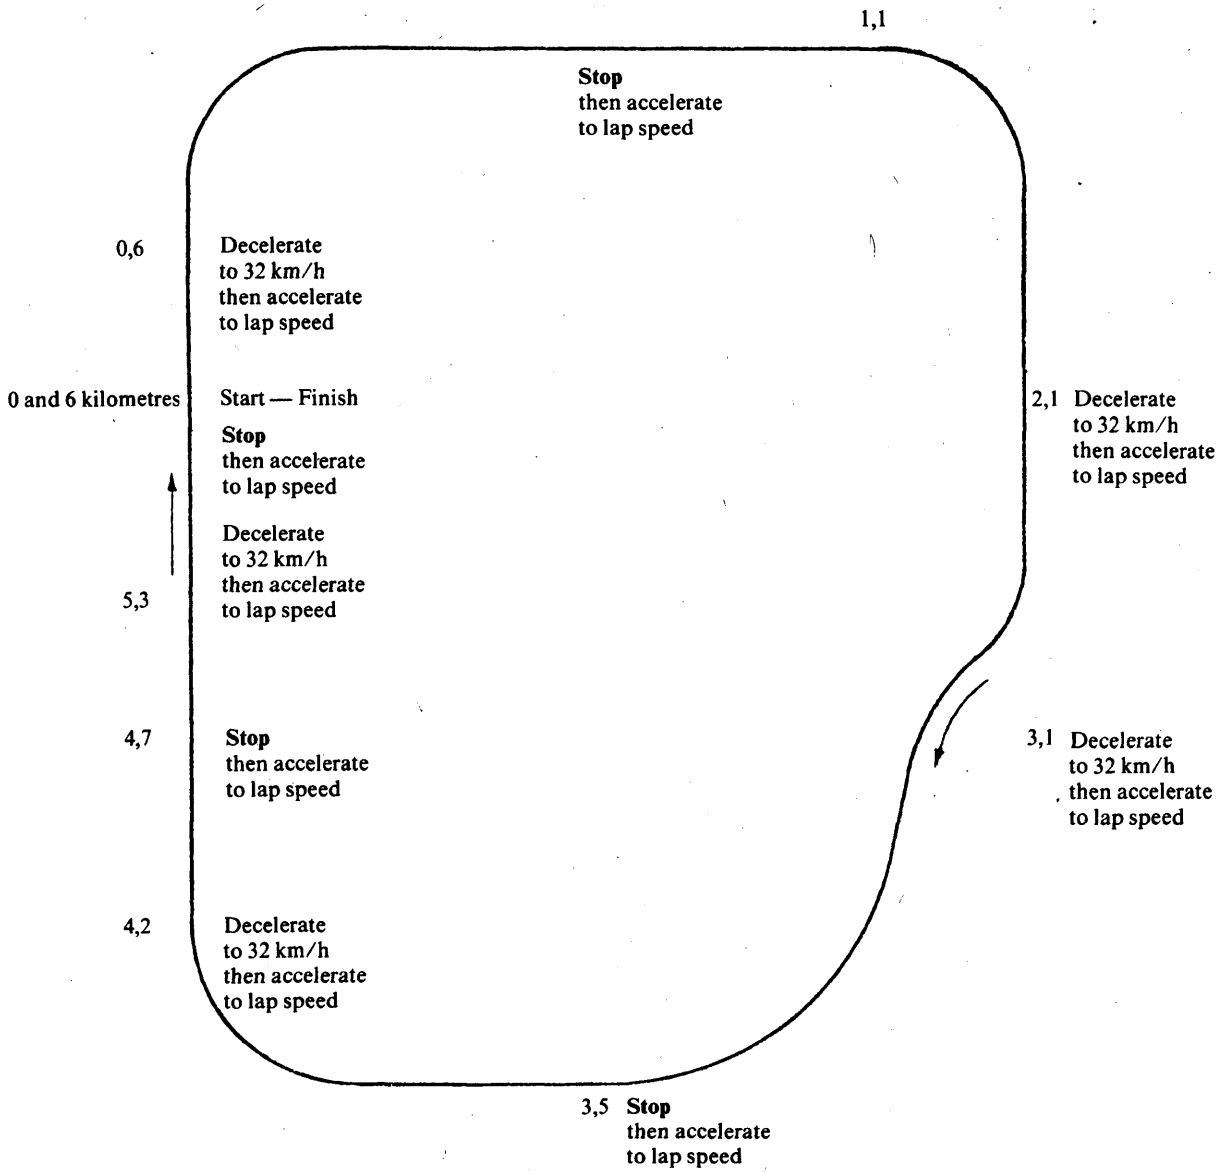 1,1
Stop
then accelerate
to lap speed
0,6
Decelerate
to 32 km/h
then accelerate
to lap speed
0 and 6 kilometres
Start — Finish
Stop
then accelerate
to lap speed
2,1
Decelerate
to 32 km/h
then accelerate
to lap speed
Decelerate
to 32 km/h
then accelerate
to lap speed
5,3
4,7
Stop
then accelerate
to lap speed
3,1
Decelerate
to 32 km/h
then accelerate
to lap speed
4,2
Decelerate
to 32 km/h
then accelerate
to lap speed
3,5
Stop
then accelerate
to lap speed